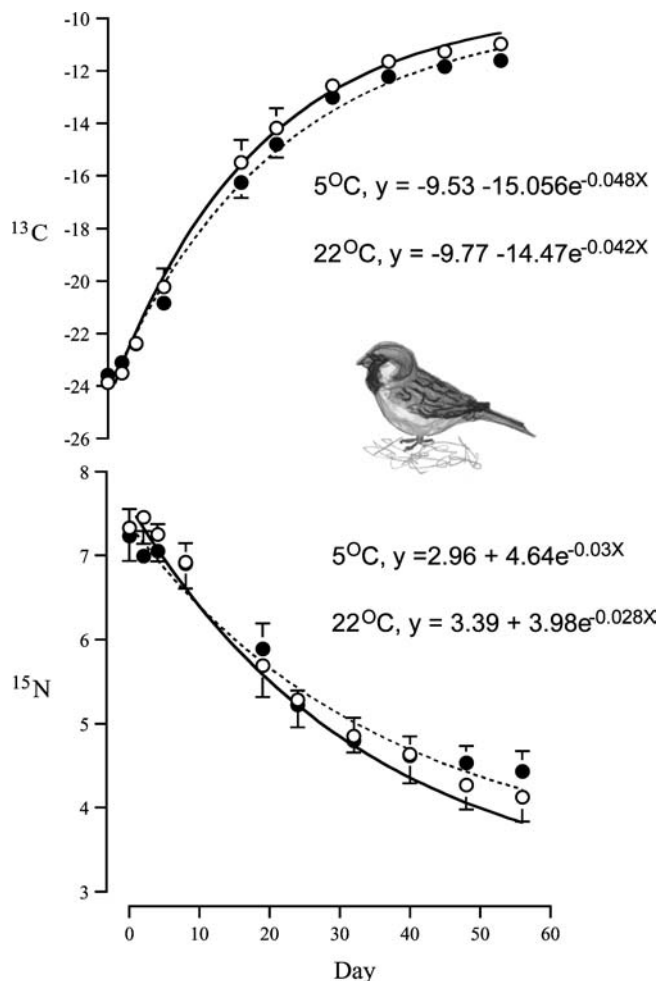 -10
-12
-14
-16
5ᴼC, y = -9.53 -15.056e^-0.048X
-18
¹³C
22ᴼC, y = -9.77 -14.47e^-0.042X
-20
-22
-24
-26
8
7
5ᴼC, y =2.96 + 4.64e^-0.03X
6
22ᴼC, y = 3.39 + 3.98e^-0.028X
¹⁵N
5
4
3
0 10 20 30 40 50 60
Day